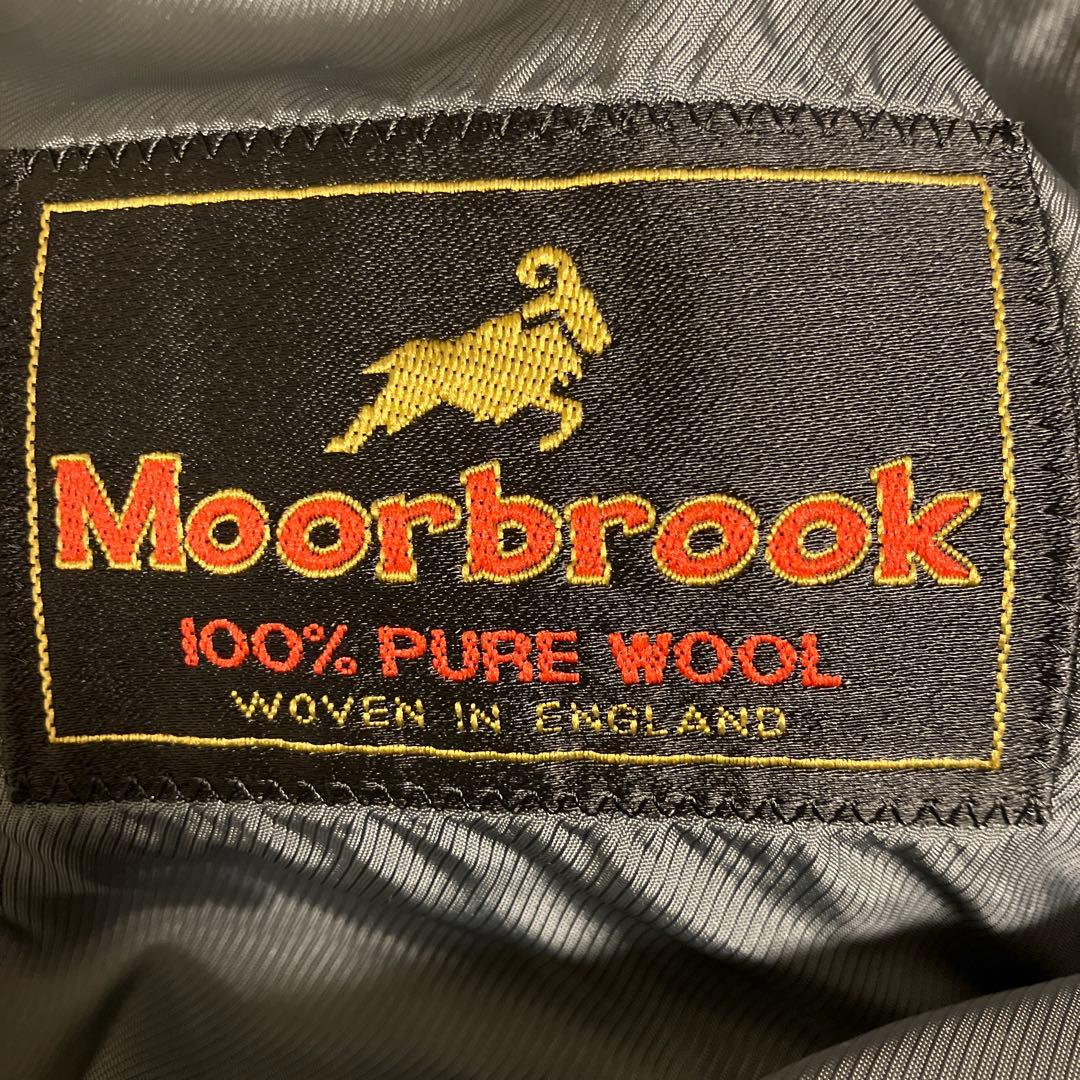 Moorbrook
100% PURE WOOL
WOVEN IN ENGLAND